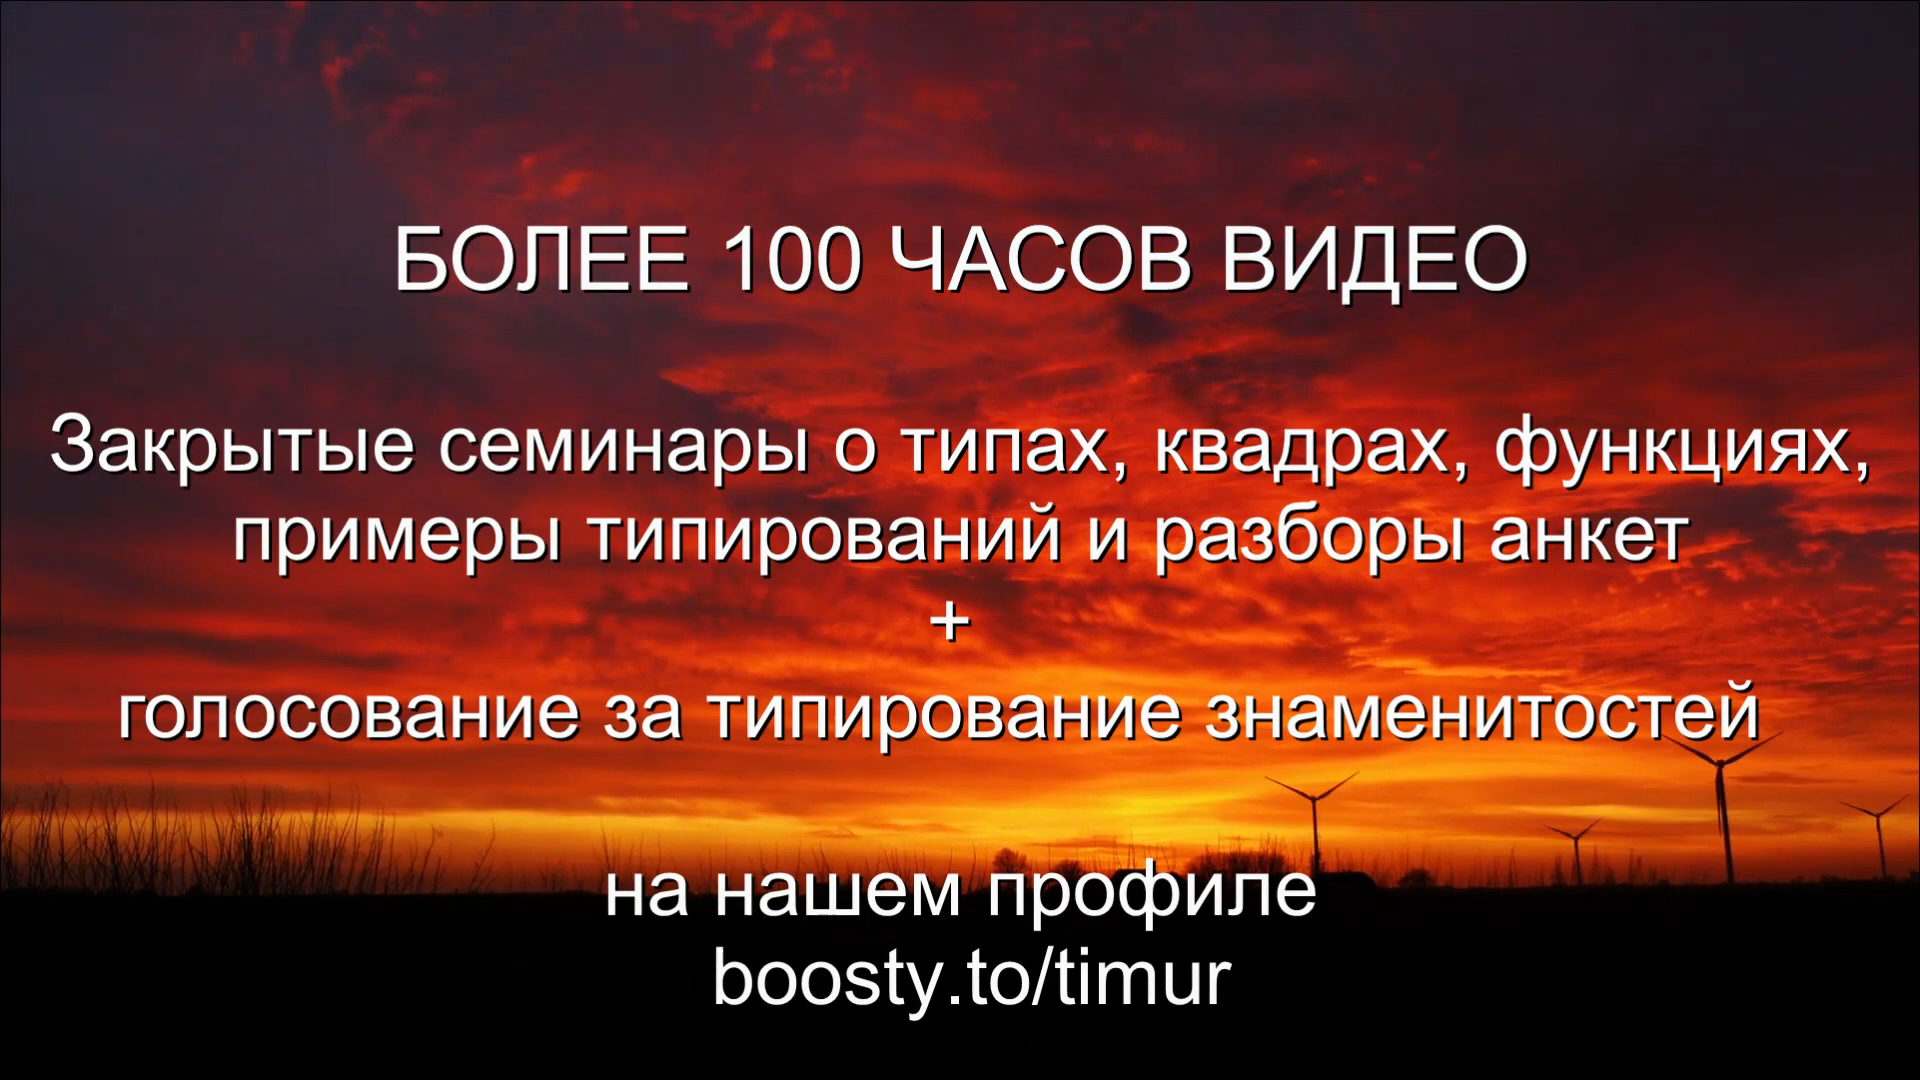 БОЛЕЕ 100 ЧАСОВ ВИДЕО
Закрытые семинары о типах, квадрах, функциях,
примеры типирований и разборы анкет
+
голосование за типирование знаменитостей
на нашем профиле
boosty.to/timur